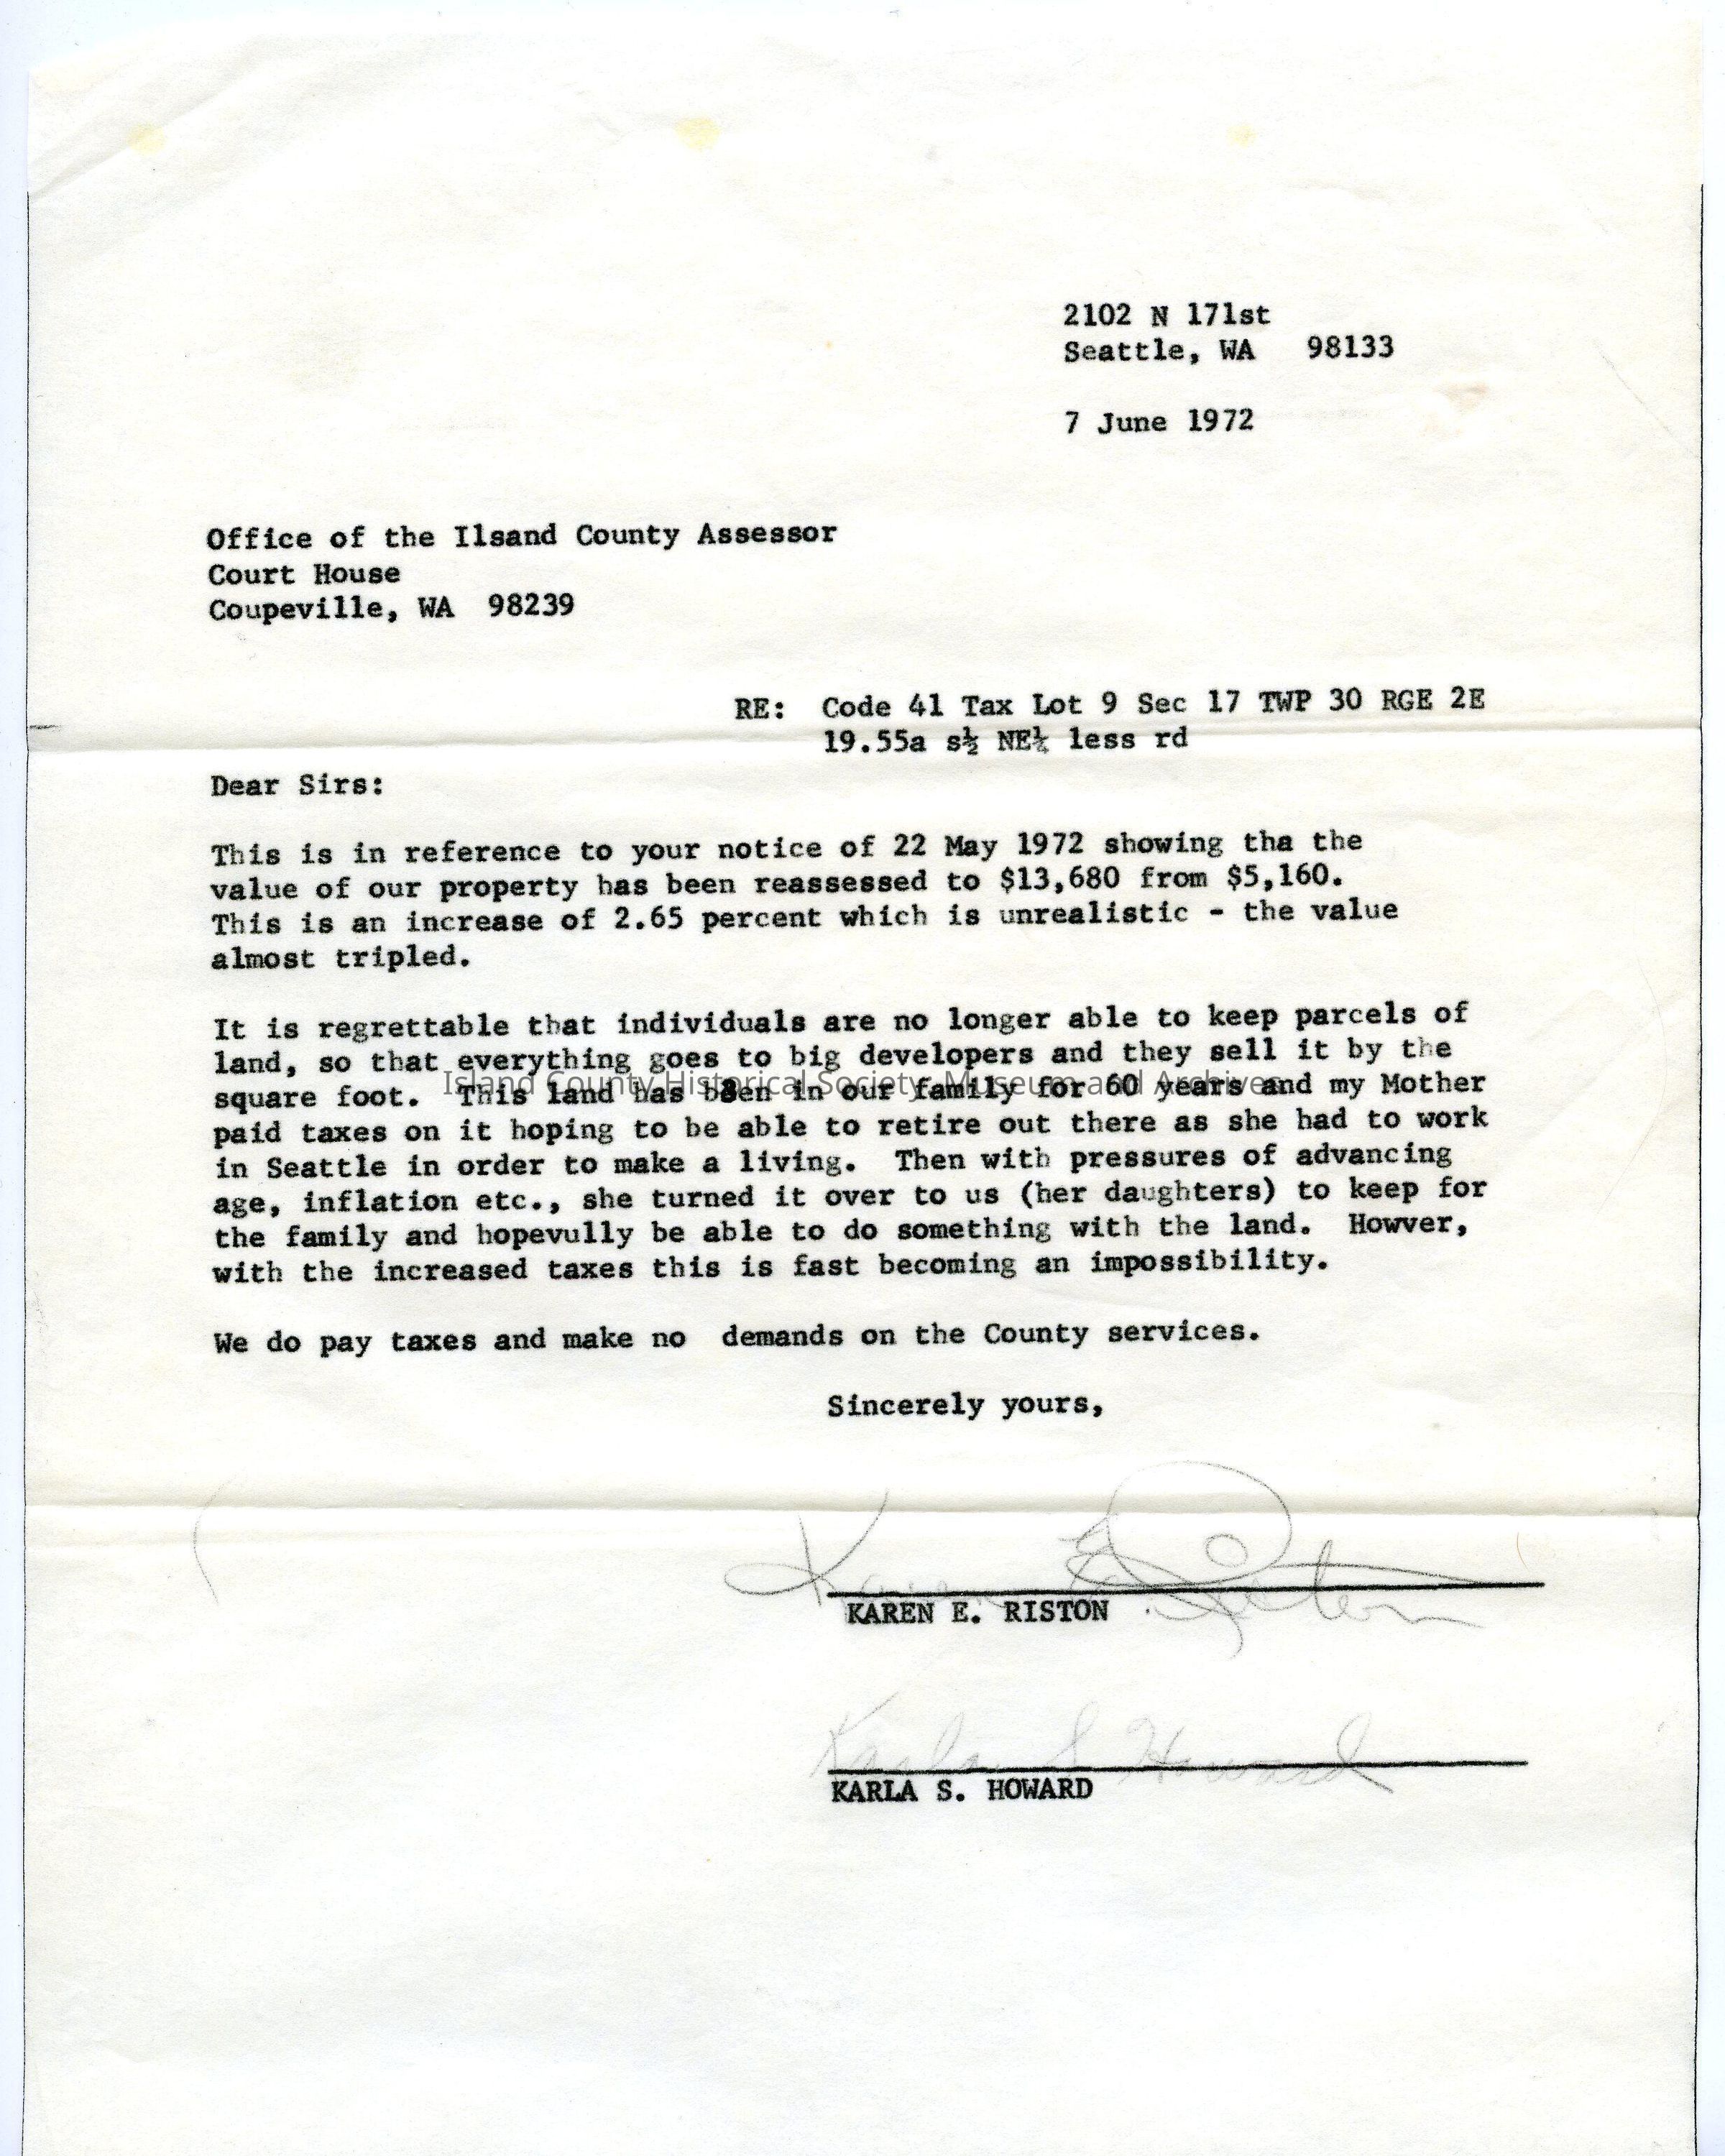 2102 N 171st
Seattle, WA 98133
7 June 1972
Office of the Ilsand County Assessor
Court House
Coupeville, WA 98239
RE: Code 41 Tax Lot 9 Sec 17 TWP 30 RGE 2E
19.55a s½ NE¼ less rd
Dear Sirs:
This is in reference to your notice of 22 May 1972 showing tha the
value of our property has been reassessed to $13,680 from $5,160.
This is an increase of 2.65 percent which is unrealistic - the value
almost tripled.
It is regrettable that individuals are no longer able to keep parcels of
land, so that everything goes to big developers and they sell it by the
Island County Historical Society Museum and Archives
square foot. This land has been in our family for 60 years and my Mother
paid taxes on it hoping to be able to retire out there as she had to work
in Seattle in order to make a living. Then with pressures of advancing
age, inflation etc., she turned it over to us (her daughters) to keep for
the family and hopevully be able to do something with the land. Howver,
with the increased taxes this is fast becoming an impossibility.
We do pay taxes and make no demands on the County services.
Sincerely yours,
Karen E. Riston
KAREN E. RISTON
Karla S Howard
KARLA S. HOWARD